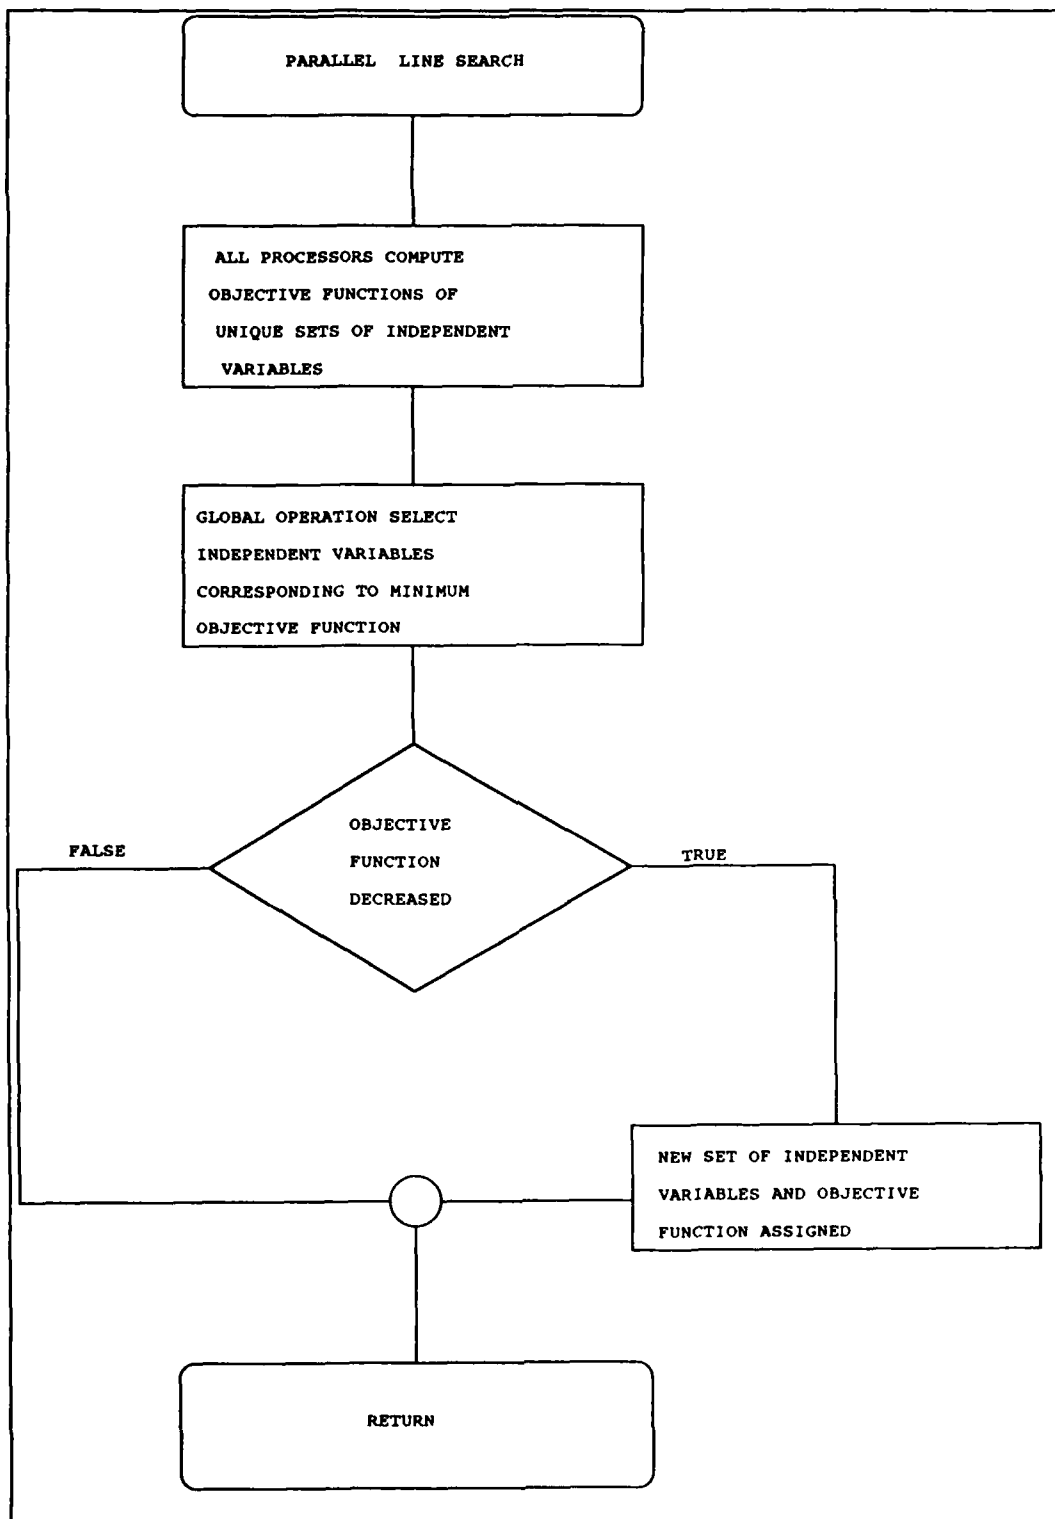 PARALLEL LINE SEARCH
ALL PROCESSORS COMPUTE
OBJECTIVE FUNCTIONS OF
UNIQUE SETS OF INDEPENDENT
VARIABLES
GLOBAL OPERATION SELECT
INDEPENDENT VARIABLES
CORRESPONDING TO MINIMUM
OBJECTIVE FUNCTION
OBJECTIVE
FUNCTION
DECREASED
FALSE
TRUE
NEW SET OF INDEPENDENT
VARIABLES AND OBJECTIVE
FUNCTION ASSIGNED
RETURN